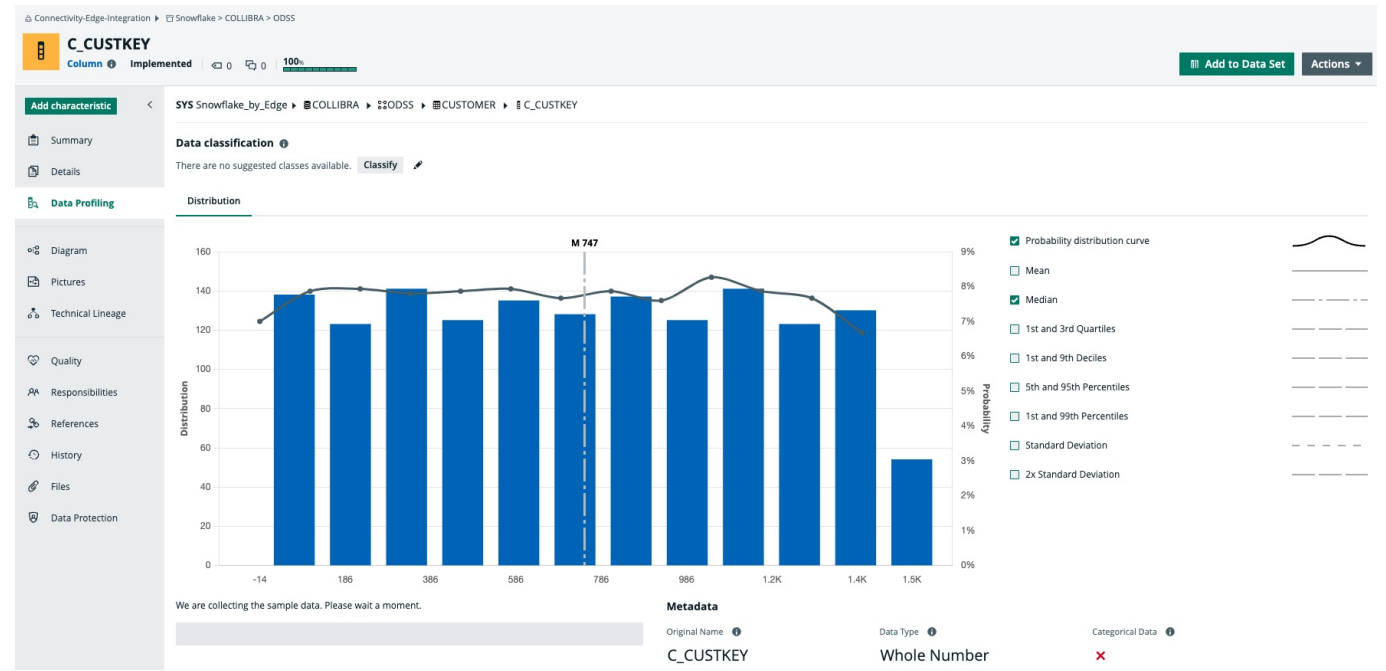 Connectivity-Edge-Integration Snowflake > COLLIBRA > ODSS
C_CUSTKEY
Column Implemented 0 0 100%
Add to Data Set Actions
Add characteristic
SYS Snowflake_by_Edge COLLIBRA ODSS CUSTOMER C_CUSTKEY
Summary
Details
Data Profiling
Diagram
Pictures
Technical Lineage
Quality
Responsibilities
References
History
Files
Data Protection
Data classification
There are no suggested classes available. Classify
Distribution
M 747
160
140
120
100
80
60
40
20
0
Distribution
9%
8%
7%
6%
5%
4%
3%
2%
1%
0%
Probability
-14 186 386 586 786 986 1.2K 1.4K 1.5K
Probability distribution curve
Mean
Median
1st and 3rd Quartiles
1st and 9th Deciles
5th and 95th Percentiles
1st and 99th Percentiles
Standard Deviation
2x Standard Deviation
We are collecting the sample data. Please wait a moment.
Metadata
Original Name Data Type Categorical Data
C_CUSTKEY Whole Number